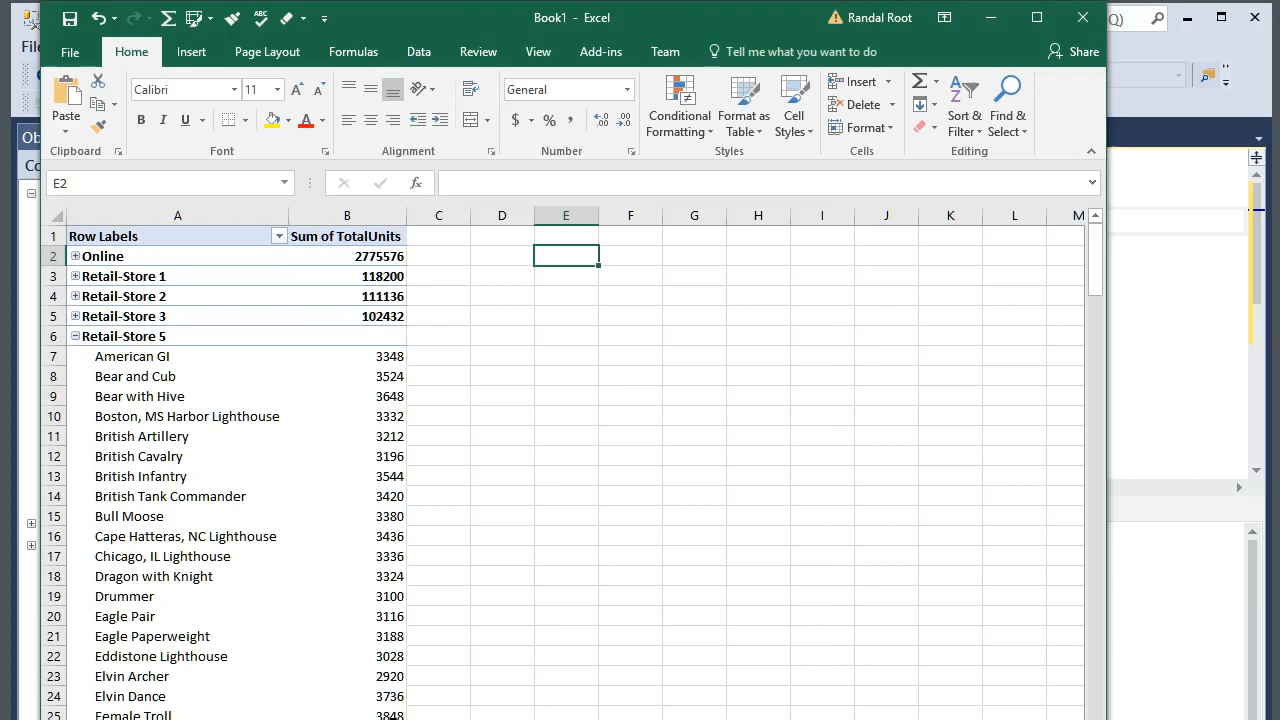 Book1 - Excel
Randal Root
File Home Insert Page Layout Formulas Data Review View Add-ins Team Tell me what you want to do Share
Paste
Calibri 11
B I U
General
$ % ,
Conditional Formatting
Format as Table
Cell Styles
Insert
Delete
Format
Sort & Filter
Find & Select
Clipboard Font Alignment Number Styles Cells Editing
E2
fx
A B C D E F G H I J K L M
1 Row Labels Sum of TotalUnits
2 Online 2775576
3 Retail-Store 1 118200
4 Retail-Store 2 111136
5 Retail-Store 3 102432
6 Retail-Store 5
7 American GI 3348
8 Bear and Cub 3524
9 Bear with Hive 3648
10 Boston, MS Harbor Lighthouse 3332
11 British Artillery 3212
12 British Cavalry 3196
13 British Infantry 3544
14 British Tank Commander 3420
15 Bull Moose 3380
16 Cape Hatteras, NC Lighthouse 3436
17 Chicago, IL Lighthouse 3336
18 Dragon with Knight 3324
19 Drummer 3100
20 Eagle Pair 3116
21 Eagle Paperweight 3188
22 Eddistone Lighthouse 3028
23 Elvin Archer 2920
24 Elvin Dance 3736
25 Female Troll 3848